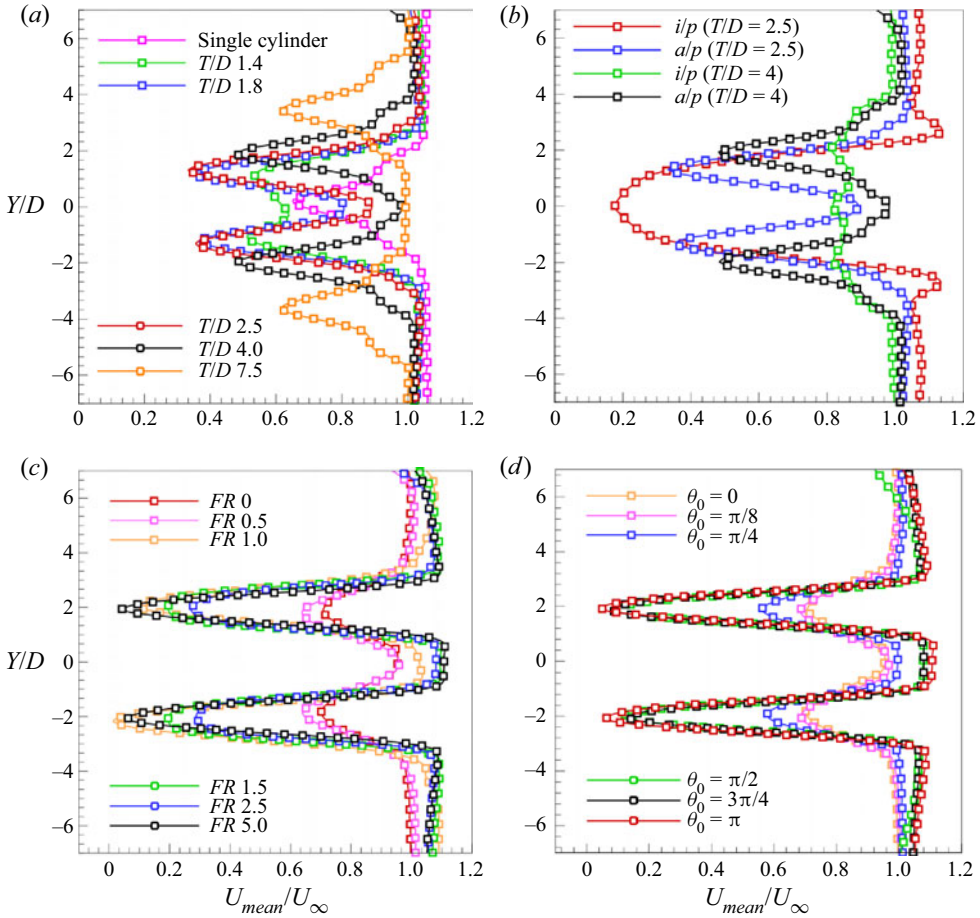 (a)
6
4
2
0
–2
–4
–6
Y/D
Single cylinder
T/D 1.4
T/D 1.8
T/D 2.5
T/D 4.0
T/D 7.5
0 0.2 0.4 0.6 0.8 1.0 1.2
(b)
6
4
2
0
–2
–4
–6
i/p (T/D = 2.5)
a/p (T/D = 2.5)
i/p (T/D = 4)
a/p (T/D = 4)
0 0.2 0.4 0.6 0.8 1.0 1.2
(c)
6
4
2
0
–2
–4
–6
Y/D
FR 0
FR 0.5
FR 1.0
FR 1.5
FR 2.5
FR 5.0
0 0.2 0.4 0.6 0.8 1.0 1.2
U_mean/U_∞
(d)
6
4
2
0
–2
–4
–6
θ₀ = 0
θ₀ = π/8
θ₀ = π/4
θ₀ = π/2
θ₀ = 3π/4
θ₀ = π
0 0.2 0.4 0.6 0.8 1.0 1.2
U_mean/U_∞